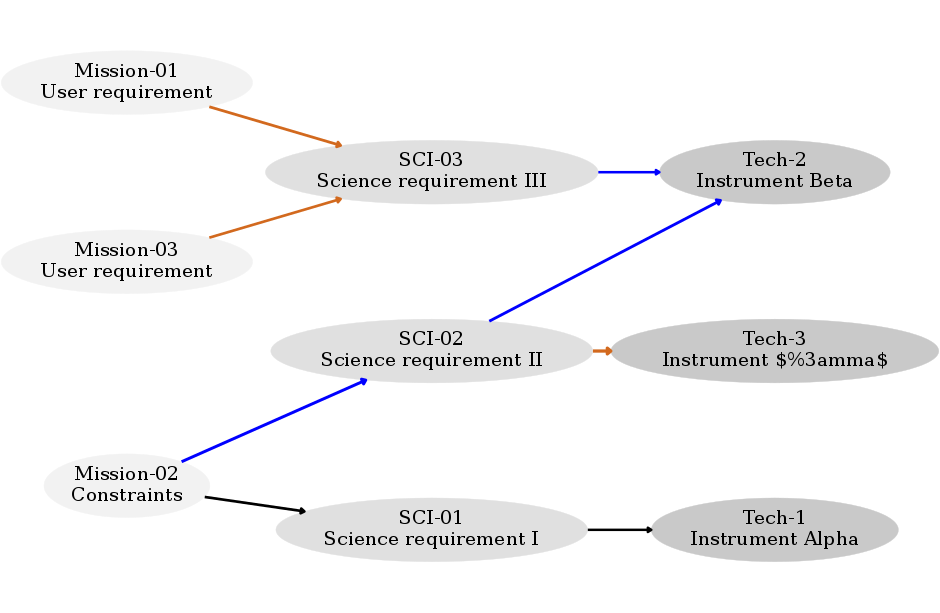 Mission-01
User requirement
SCI-03
Science requirement III
Tech-2
Instrument Beta
Mission-03
User requirement
SCI-02
Science requirement II
Tech-3
Instrument $%3amma$
Mission-02
Constraints
SCI-01
Science requirement I
Tech-1
Instrument Alpha